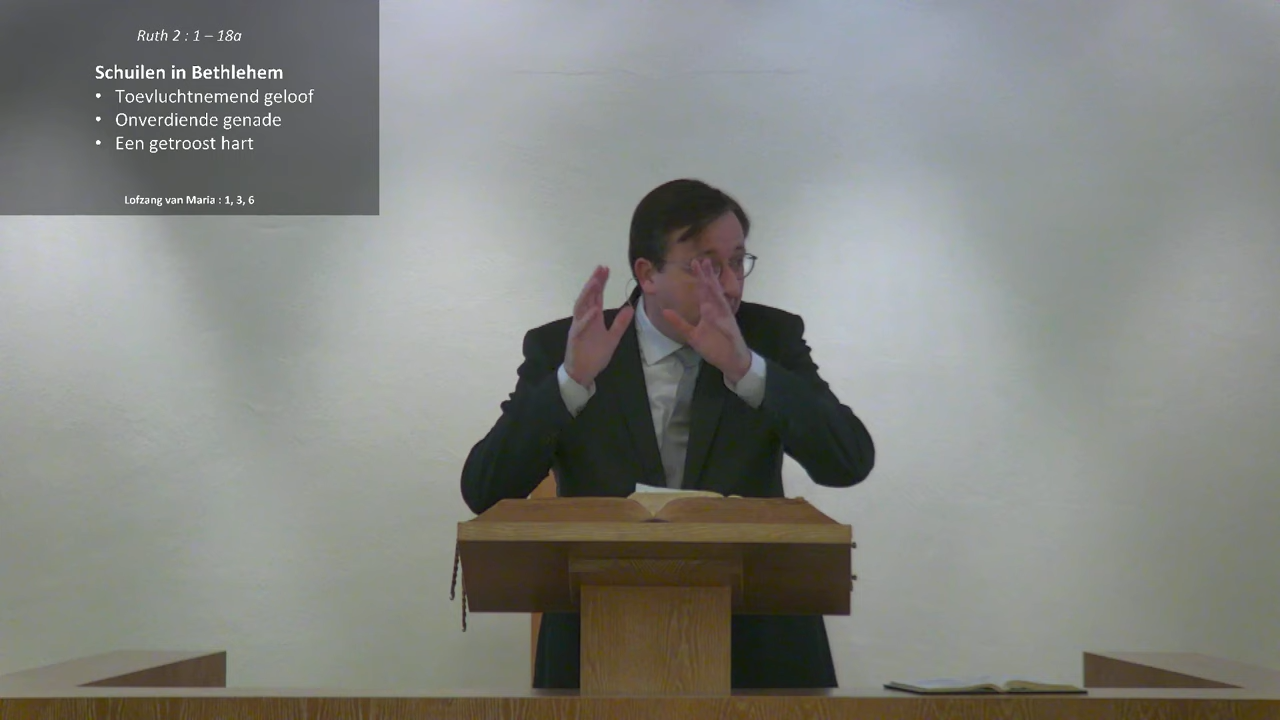 Ruth 2 : 1 – 18a
Schuilen in Bethlehem
• Toevluchtnemend geloof
• Onverdiende genade
• Een getroost hart
Lofzang van Maria : 1, 3, 6